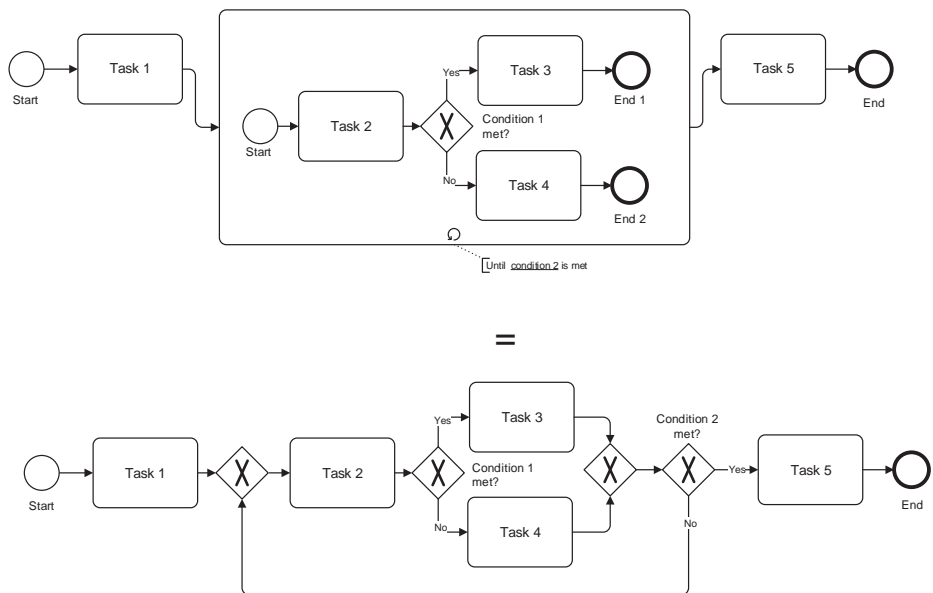 Task 1
Start
Start
Task 2
Yes
Task 3
End 1
Condition 1
met?
No
Task 4
End 2
Until condition 2 is met
Task 5
End
=
Start
Task 1
Task 2
Yes
Task 3
Condition 1
met?
No
Task 4
Condition 2
met?
Yes
No
Task 5
End